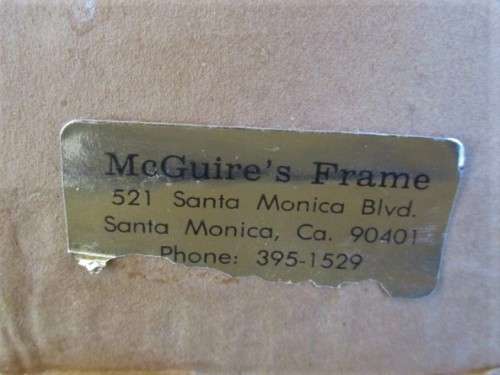 McGuire's Frame
521 Santa Monica Blvd.
Santa Monica, Ca. 90401
Phone: 395-1529